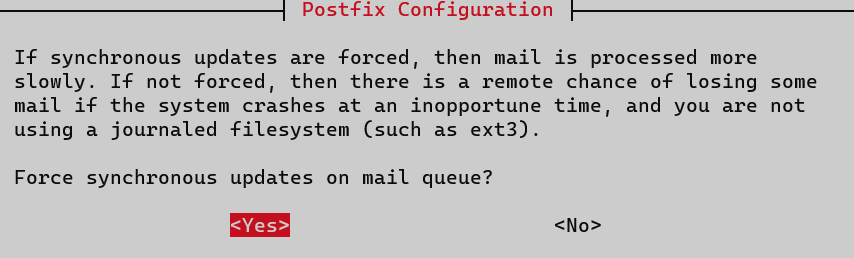 Postfix Configuration
If synchronous updates are forced, then mail is processed more
slowly. If not forced, then there is a remote chance of losing some
mail if the system crashes at an inopportune time, and you are not
using a journaled filesystem (such as ext3).
Force synchronous updates on mail queue?
<Yes> <No>